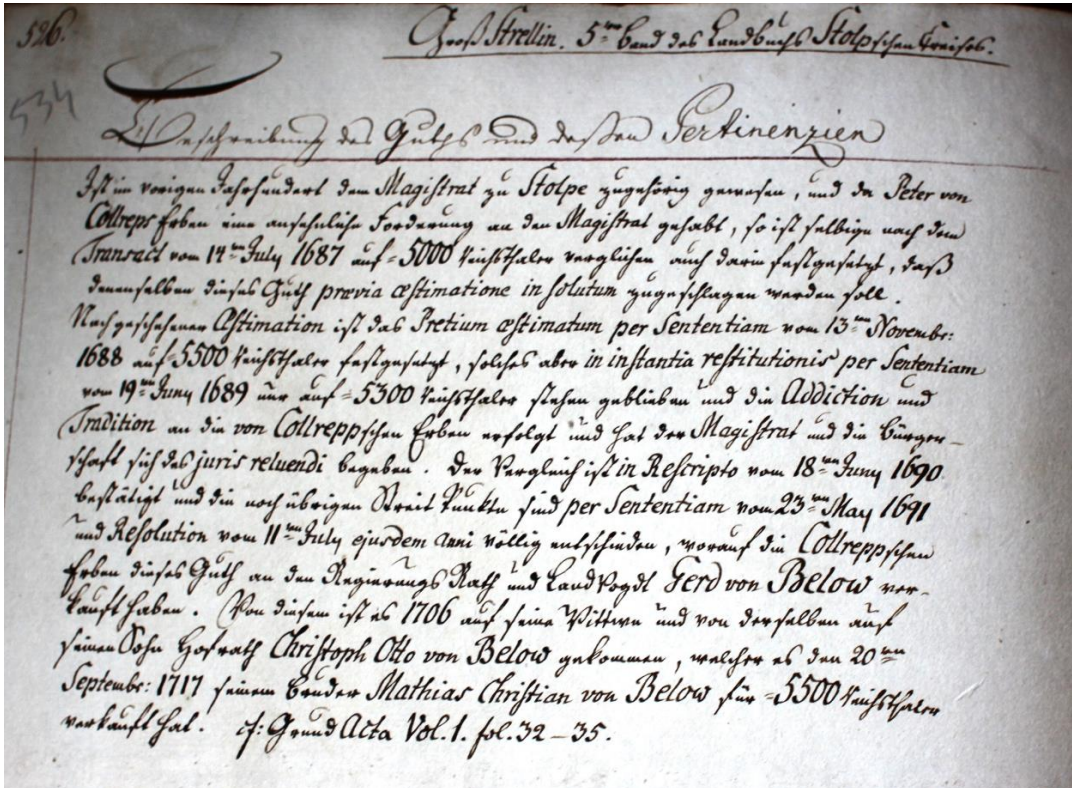 526.
Groß Strellin. 5ter Band des Landbuchs Stolpschen Creises.
534
Beschreibung des Guths und deßen Pertinenzien
Ist im vorigen Jahrhundert dem Magistrat zu Stolpe zugehörig gewesen, und da Peter von
Collreps Erben eine ansehnliche Forderung an den Magistrat gehabt, so ist selbige nach dem
Transact vom 14ten July 1687 auf =5000 Reichsthaler verglichen auch darin festgesetzt, daß
denenselben dieses Guth prævia æstimatione in solutum zugeschlagen werden soll.
Nach geschehener Æstimation ist das Pretium æstimatum per Sententiam vom 13ten Novembr:
1688 auf =5500 Reichsthaler festgesetzt, solches aber in instantia restitutionis per Sententiam
vom 19ten Juny 1689 nur auf =5300 Reichsthaler stehen geblieben und die Addiction und
Tradition an die von Collreppschen Erben erfolgt und hat der Magistrat und die Bürger-
schaft sich des juris reluendi begeben. Der Vergleich ist in Rescripto vom 18ten Juny 1690
bestätigt und die noch übrigen Streit Punkte sind per Sententiam vom 23ten May 1691
und Resolution vom 11ten July ejusdem anni völlig entschieden, worauf die Collreppschen
Erben dieses Guth an den Regierungs Rath und LandVogdt Gerd von Below ver-
kauft haben. Von diesem ist es 1706 auf seine Wittwe und von derselben auf
seinen Sohn Hofrath Christoph Otto von Below gekommen, welcher es den 20ten
Septembr: 1717 seinem Bruder Mathias Christian von Below für =5500 Reichsthaler
verkauft hat. cf: Grund Acta Vol. 1. fol. 32 – 35.